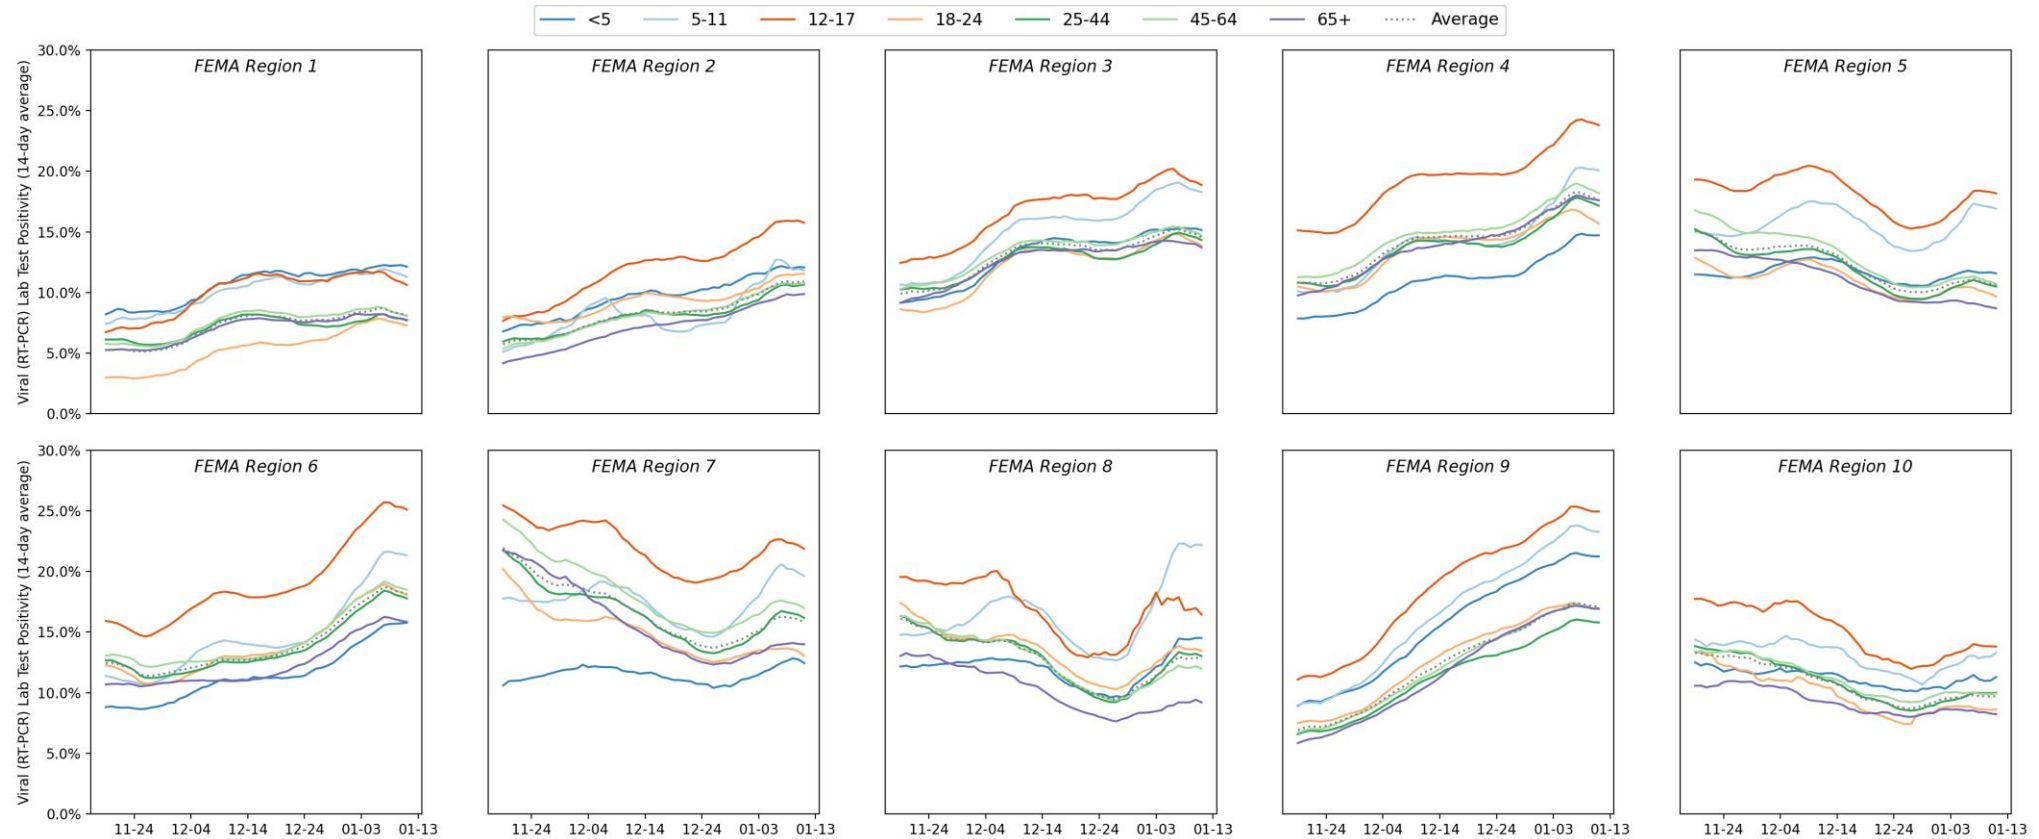 <5 5-11 12-17 18-24 25-44 45-64 65+ Average
Viral (RT-PCR) Lab Test Positivity (14-day average)
30.0%
25.0%
20.0%
15.0%
10.0%
5.0%
0.0%
FEMA Region 1
FEMA Region 2
FEMA Region 3
FEMA Region 4
FEMA Region 5
Viral (RT-PCR) Lab Test Positivity (14-day average)
30.0%
25.0%
20.0%
15.0%
10.0%
5.0%
0.0%
FEMA Region 6
11-24 12-04 12-14 12-24 01-03 01-13
FEMA Region 7
11-24 12-04 12-14 12-24 01-03 01-13
FEMA Region 8
11-24 12-04 12-14 12-24 01-03 01-13
FEMA Region 9
11-24 12-04 12-14 12-24 01-03 01-13
FEMA Region 10
11-24 12-04 12-14 12-24 01-03 01-13